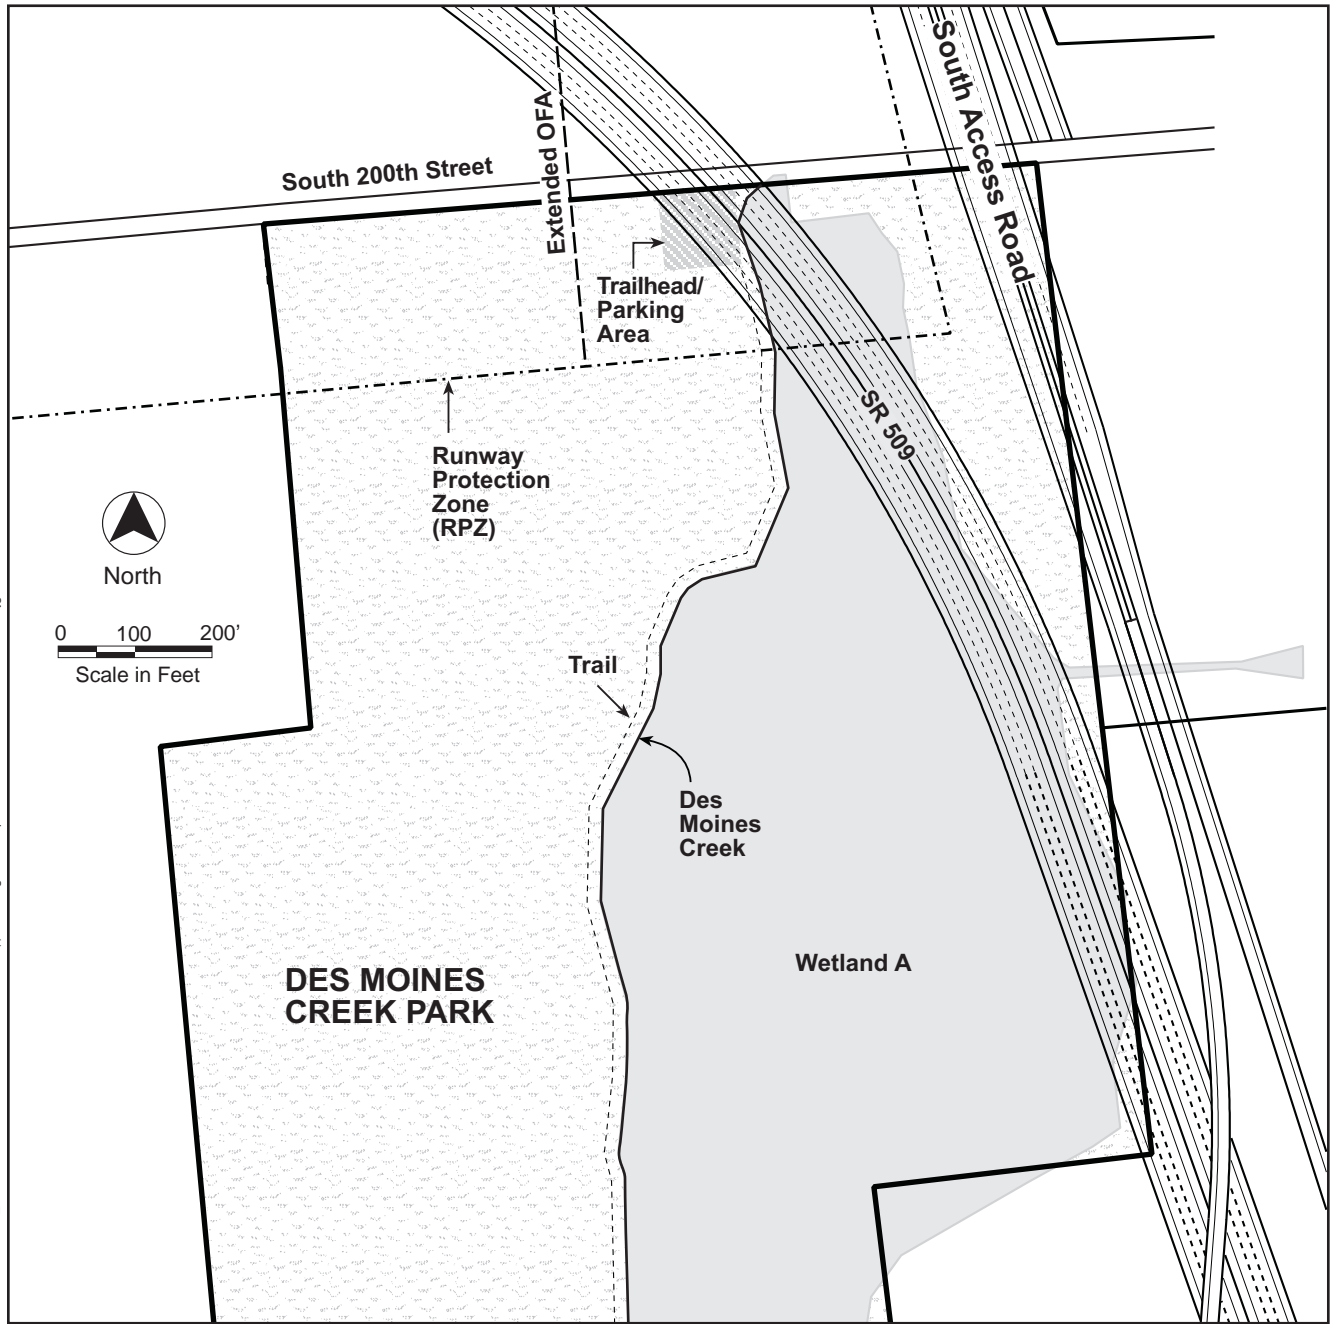 South Access Road
Extended OFA
South 200th Street
Trailhead/
Parking
Area
SR 509
Runway
Protection
Zone
(RPZ)
North
0 100 200'
Scale in Feet
Trail
Des
Moines
Creek
Wetland A
DES MOINES
CREEK PARK